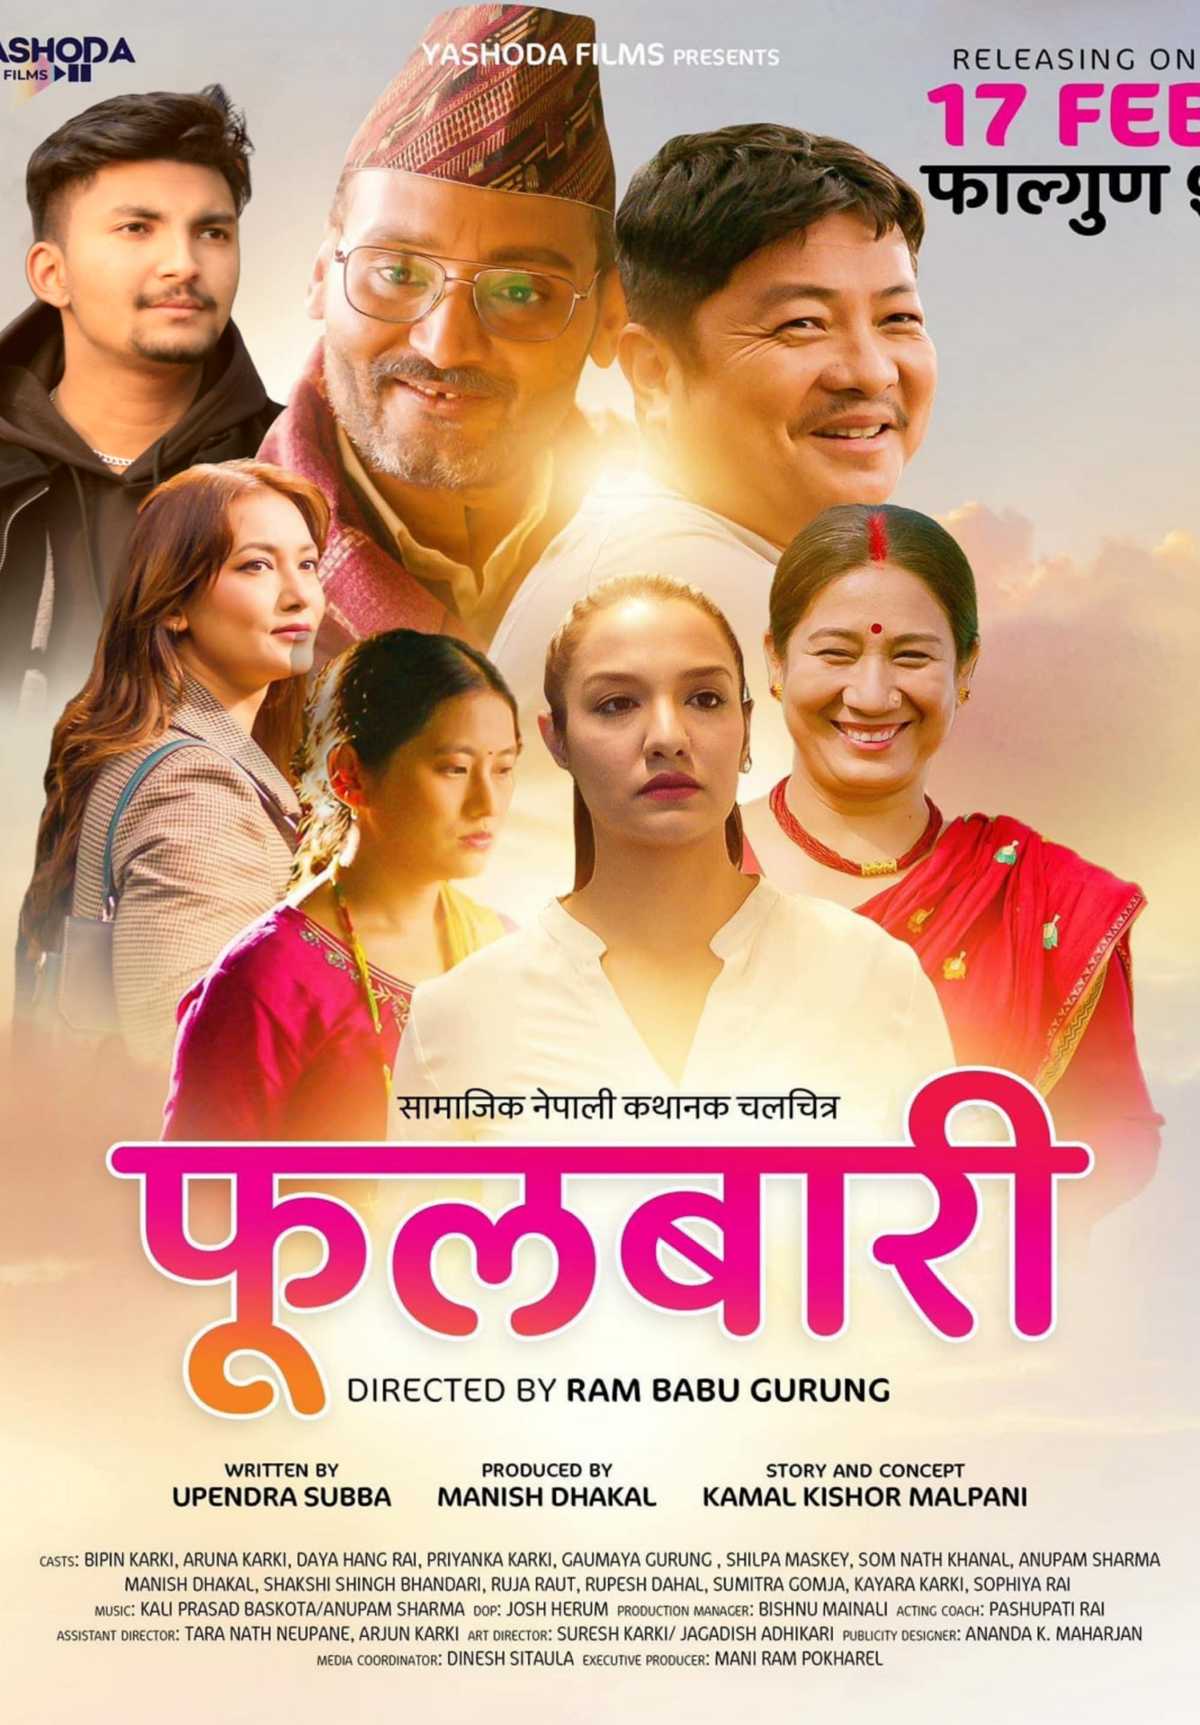 YASHODA FILMS PRESENTS
FILMS
RELEASING ON
17
फाल्गुण
सामाजिक नेपाली कथानक चलचित्र
फूलबारी
DIRECTED BY RAM BABU GURUNG
WRITTEN BY PRODUCED BY STORY AND CONCEPT
UPENDRA SUBBA MANISH DHAKAL KAMAL KISHOR MALPANI
CASTS: BIPIN KARKI, ARUNA KARKI, DAYA HANG RAI, PRIYANKA KARKI, GAUMAYA GURUNG , SHILPA MASKEY, SOM NATH KHANAL, ANUPAM SHARMA
MANISH DHAKAL, SHAKSHI SHINGH BHANDARI, RUJA RAUT, RUPESH DAHAL, SUMITRA GOMJA, KAYARA KARKI, SOPHIYA RAI
MUSIC: KALI PRASAD BASKOTA/ANUPAM SHARMA DOP: JOSH HERUM PRODUCTION MANAGER: BISHNU MAINALI ACTING COACH: PASHUPATI RAI
ASSISTANT DIRECTOR: TARA NATH NEUPANE, ARJUN KARKI ART DIRECTOR: SURESH KARKI/ JAGADISH ADHIKARI PUBLICITY DESIGNER: ANANDA K. MAHARJAN
MEDIA COORDINATOR: DINESH SITAULA EXECUTIVE PRODUCER: MANI RAM POKHAREL